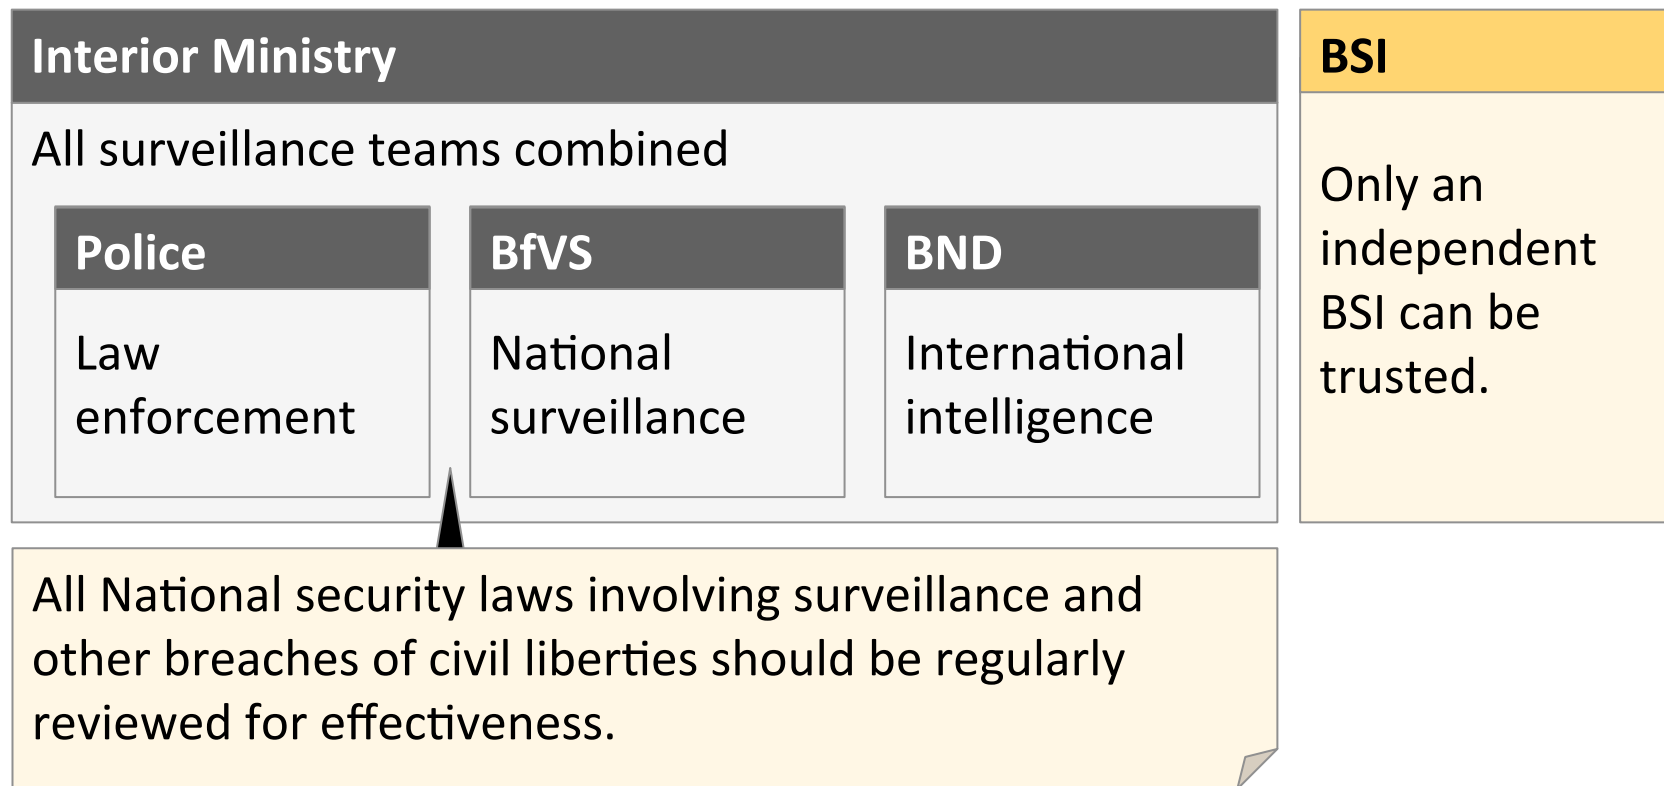 Interior Ministry
All surveillance teams combined
Police
Law
enforcement
BfVS
National
surveillance
BND
International
intelligence
BSI
Only an
independent
BSI can be
trusted.
All National security laws involving surveillance and
other breaches of civil liberties should be regularly
reviewed for effectiveness.